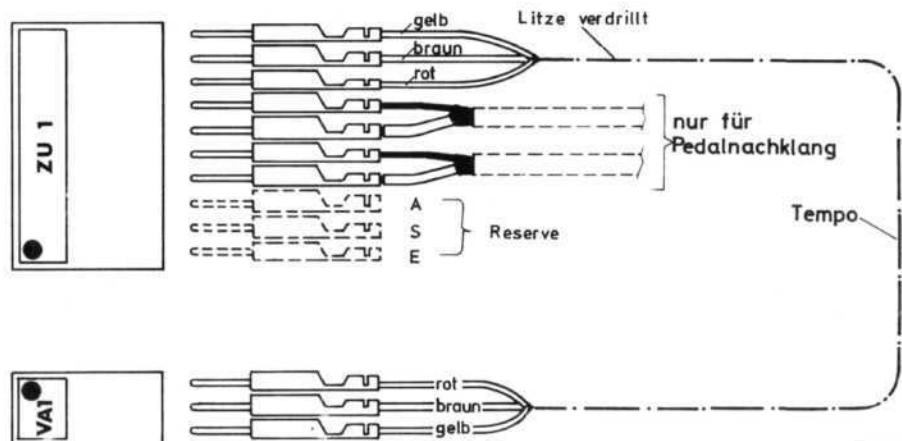 ZU 1
gelb
braun
rot
Litze verdrillt
nur für
Pedalnachklang
A
S
E
Reserve
Tempo
VA1
rot
braun
gelb